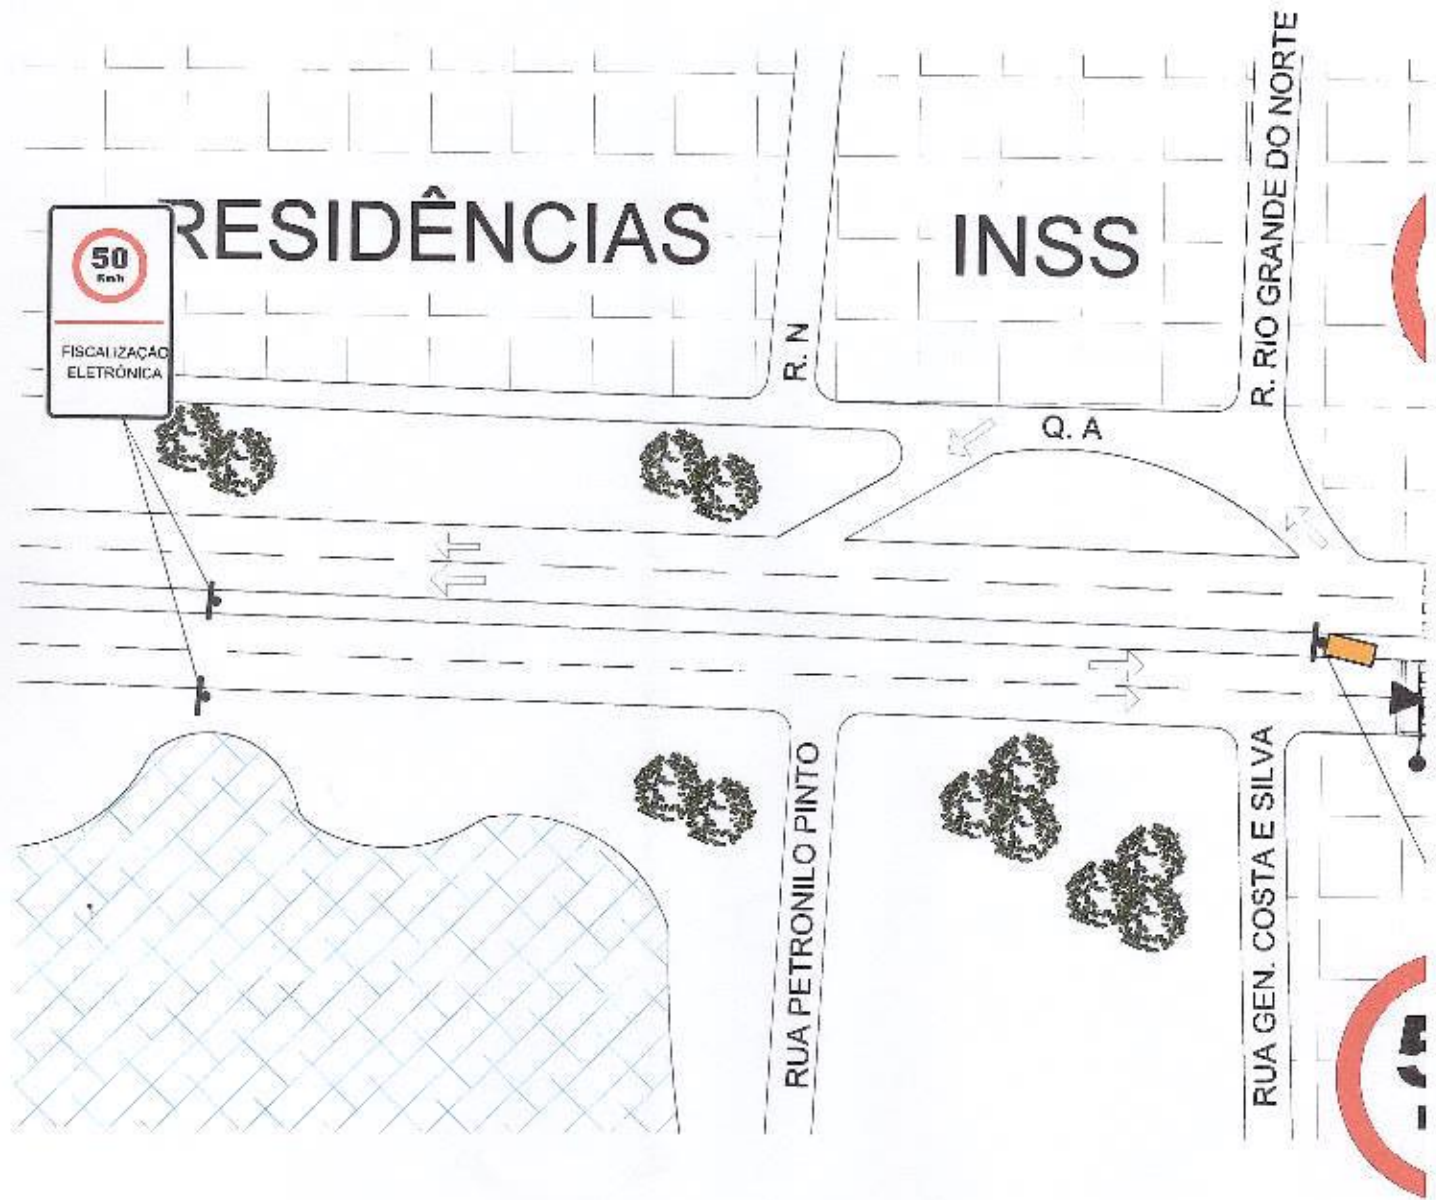 R. RIO GRANDE DO NORTE
RESIDÊNCIAS
INSS
50
Km/h
FISCALIZAÇÃO
ELETRÔNICA
R. N
Q. A
RUA PETRONILO PINTO
RUA GEN. COSTA E SILVA